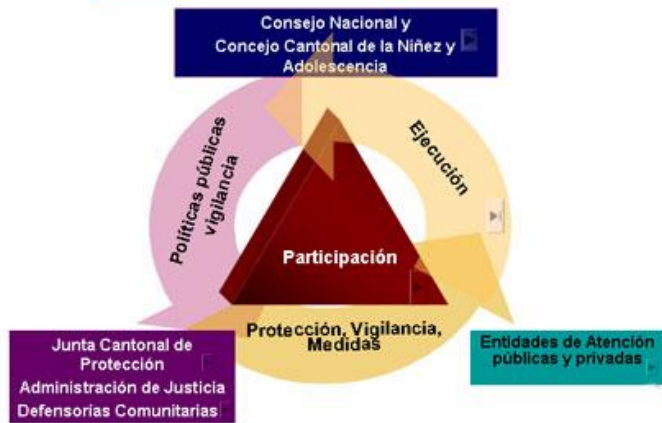 Consejo Nacional y
Concejo Cantonal de la Niñez y
Adolescencia
Políticas públicas
vigilancia
Ejecución
Participación
Protección, Vigilancia,
Medidas
Junta Cantonal de
Protección
Administración de Justicia
Defensorías Comunitarias
Entidades de Atención
públicas y privadas